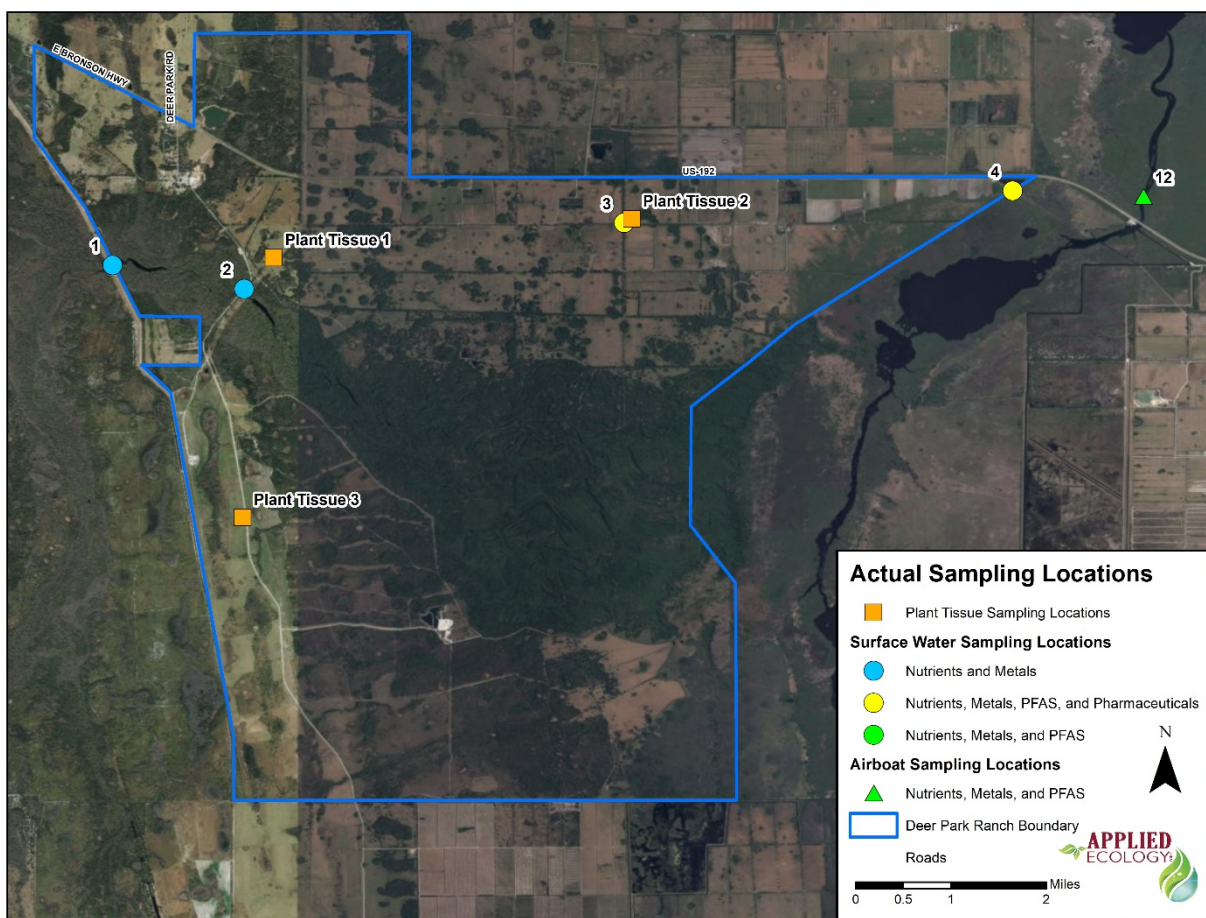 E BRONSON HWY
DEER PARK RD
US-192
1
2
3
4
12
Plant Tissue 1
Plant Tissue 2
Plant Tissue 3
Actual Sampling Locations
Plant Tissue Sampling Locations
Surface Water Sampling Locations
Nutrients and Metals
Nutrients, Metals, PFAS, and Pharmaceuticals
Nutrients, Metals, and PFAS
Airboat Sampling Locations
Nutrients, Metals, and PFAS
Deer Park Ranch Boundary
Roads
N
Miles
0 0.5 1 2
APPLIED
ECOLOGY